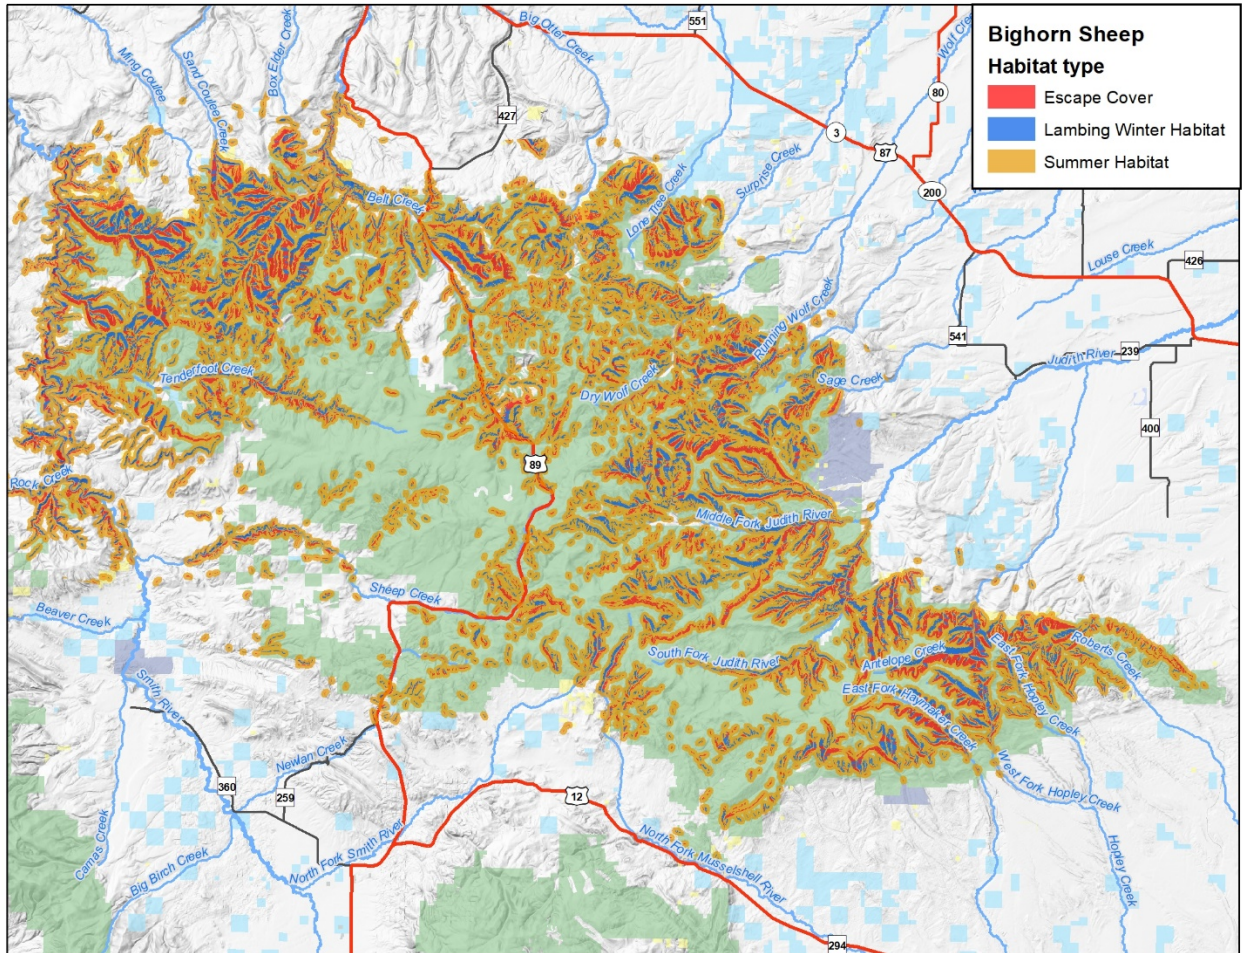 Bighorn Sheep
Habitat type
Escape Cover
Lambing Winter Habitat
Summer Habitat
Big Otter Creek
551
Wolf Cree
Ming Coulee
Sand Coulee Creek
Box Elder Creek
80
427
3
87
Surprise Creek
200
Belt Creek
Lone Tree Creek
Louse Creek
426
Running Wolf Creek
541
Judith River
239
Tenderfoot Creek
Dry Wolf Creek
Sage Creek
400
89
Rock Creek
Middle Fork Judith River
Sheep Creek
Beaver Creek
South Fork Judith River
Antelope Creek
East Fork Hopley Creek
Roberts Creek
Smith River
East Fork Haymaker Creek
Newlan Creek
360
259
12
West Fork Hopley Creek
Camas Creek
Big Birch Creek
North Fork Smith River
North Fork Musselshell River
Hopley Creek
294